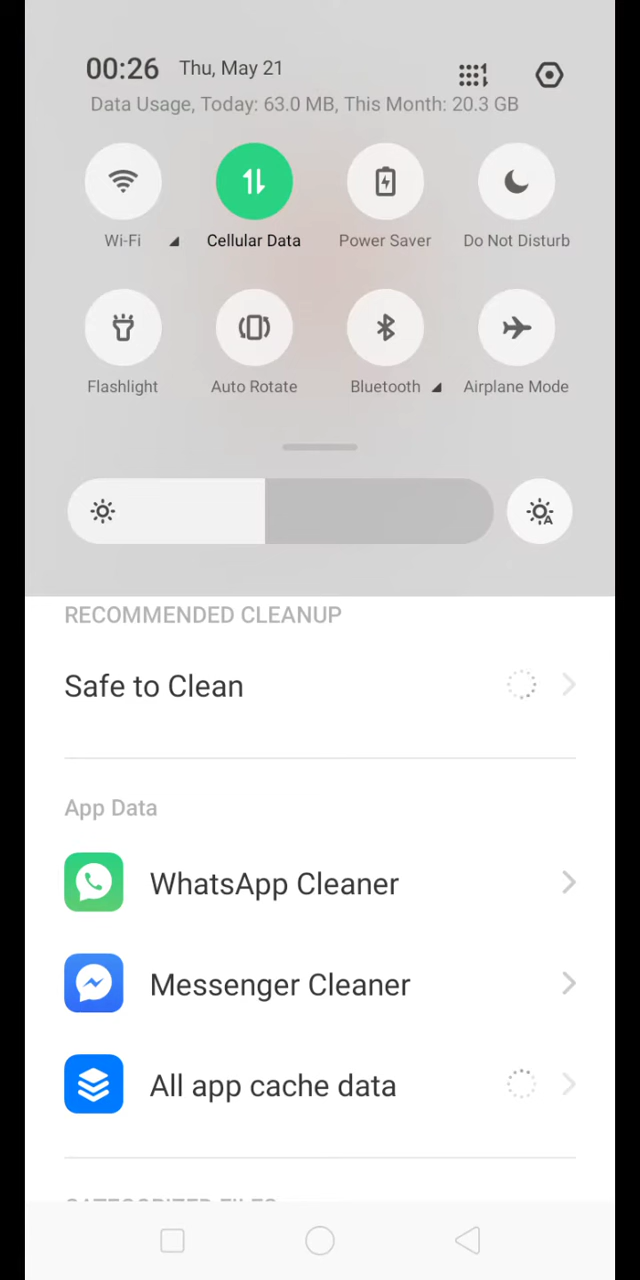 00:26 Thu, May 21
Data Usage, Today: 63.0 MB, This Month: 20.3 GB
Wi-Fi Cellular Data Power Saver Do Not Disturb
Flashlight Auto Rotate Bluetooth Airplane Mode
RECOMMENDED CLEANUP
Safe to Clean
App Data
WhatsApp Cleaner
Messenger Cleaner
All app cache data
CATEGORIZED FILES